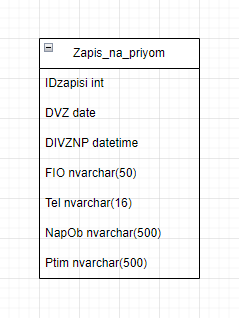 Zapis_na_priyom
IDzapisi int
DVZ date
DIVZNP datetime
FIO nvarchar(50)
Tel nvarchar(16)
NapOb nvarchar(500)
Ptim nvarchar(500)